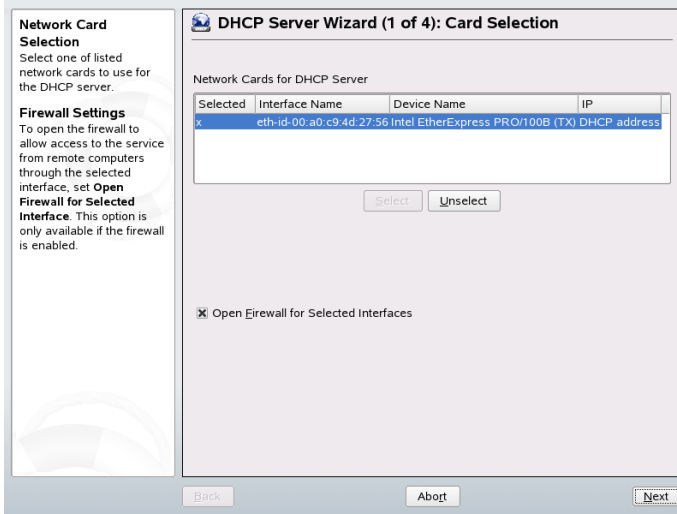 Network Card
Selection
Select one of listed
network cards to use for
the DHCP server.
Firewall Settings
To open the firewall to
allow access to the service
from remote computers
through the selected
interface, set Open
Firewall for Selected
Interface. This option is
only available if the firewall
is enabled.
DHCP Server Wizard (1 of 4): Card Selection
Network Cards for DHCP Server
Selected Interface Name Device Name IP
x eth-id-00:a0:c9:4d:27:56 Intel EtherExpress PRO/100B (TX) DHCP address
Select Unselect
Open Firewall for Selected Interfaces
Back Abort Next